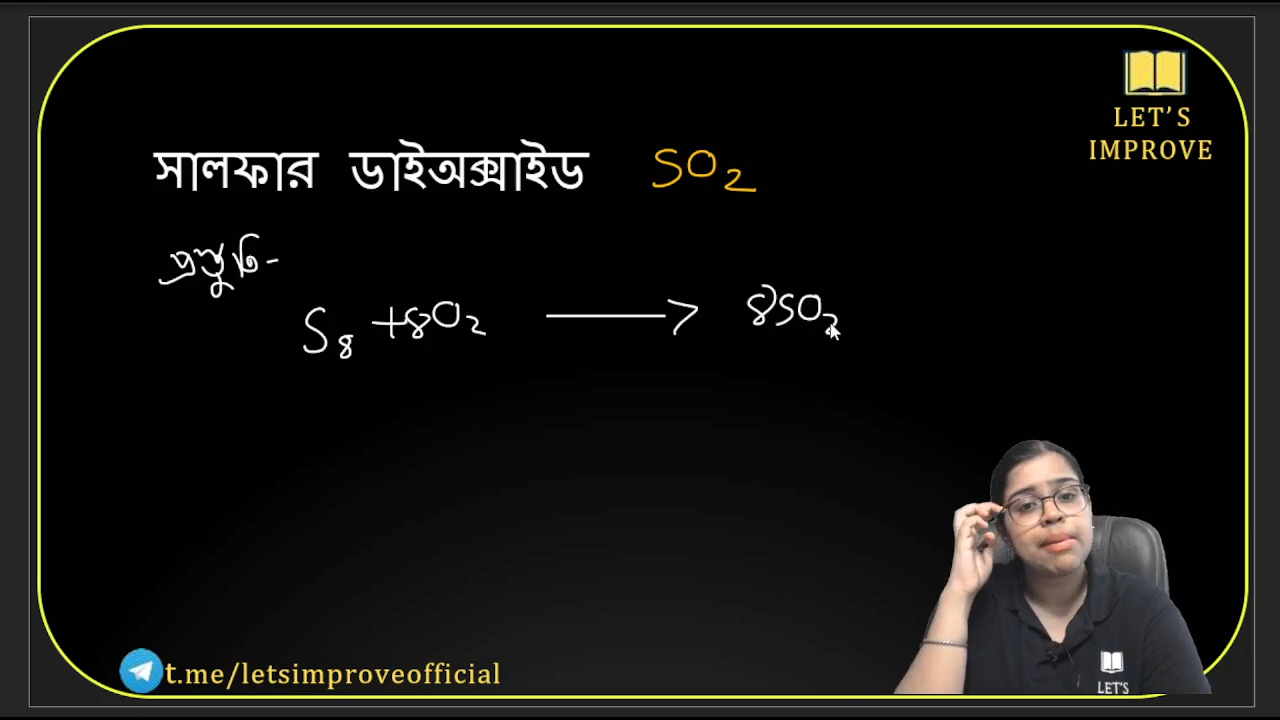 LET'S
IMPROVE
সালফার ডাইঅক্সাইড SO₂
প্রস্তুতি-
S₈ + 8O₂ ⟶ 8SO₂
t.me/letsimproveofficial
LET'S